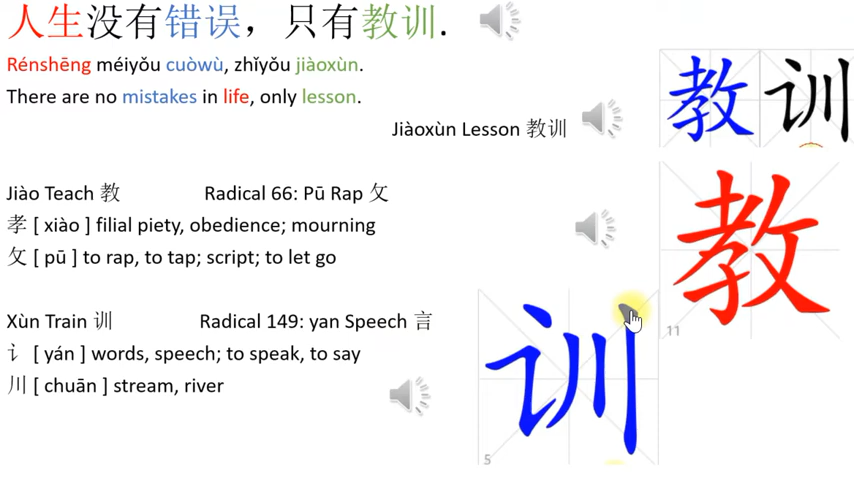 人生没有错误，只有教训.
Rénshēng méiyǒu cuòwù, zhǐyǒu jiàoxùn.
There are no mistakes in life, only lesson.
Jiàoxùn Lesson 教训
教训
Jiào Teach 教 Radical 66: Pū Rap 攵
孝 [ xiào ] filial piety, obedience; mourning
攵 [ pū ] to rap, to tap; script; to let go
教
11
Xùn Train 训 Radical 149: yan Speech 言
讠 [ yán ] words, speech; to speak, to say
川 [ chuān ] stream, river
训
5